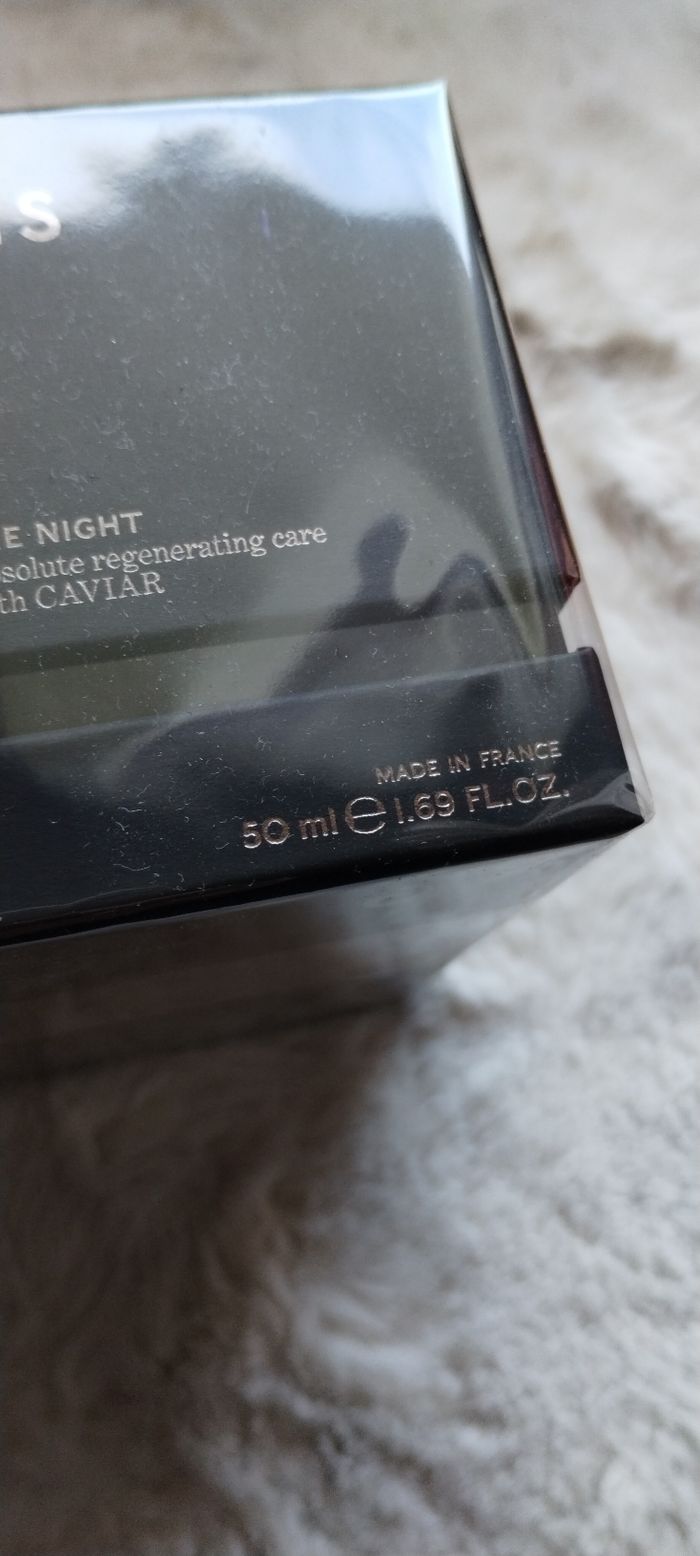 S
E NIGHT
solute regenerating care
th CAVIAR
MADE IN FRANCE
50 ml ℮ 1.69 FL.OZ.